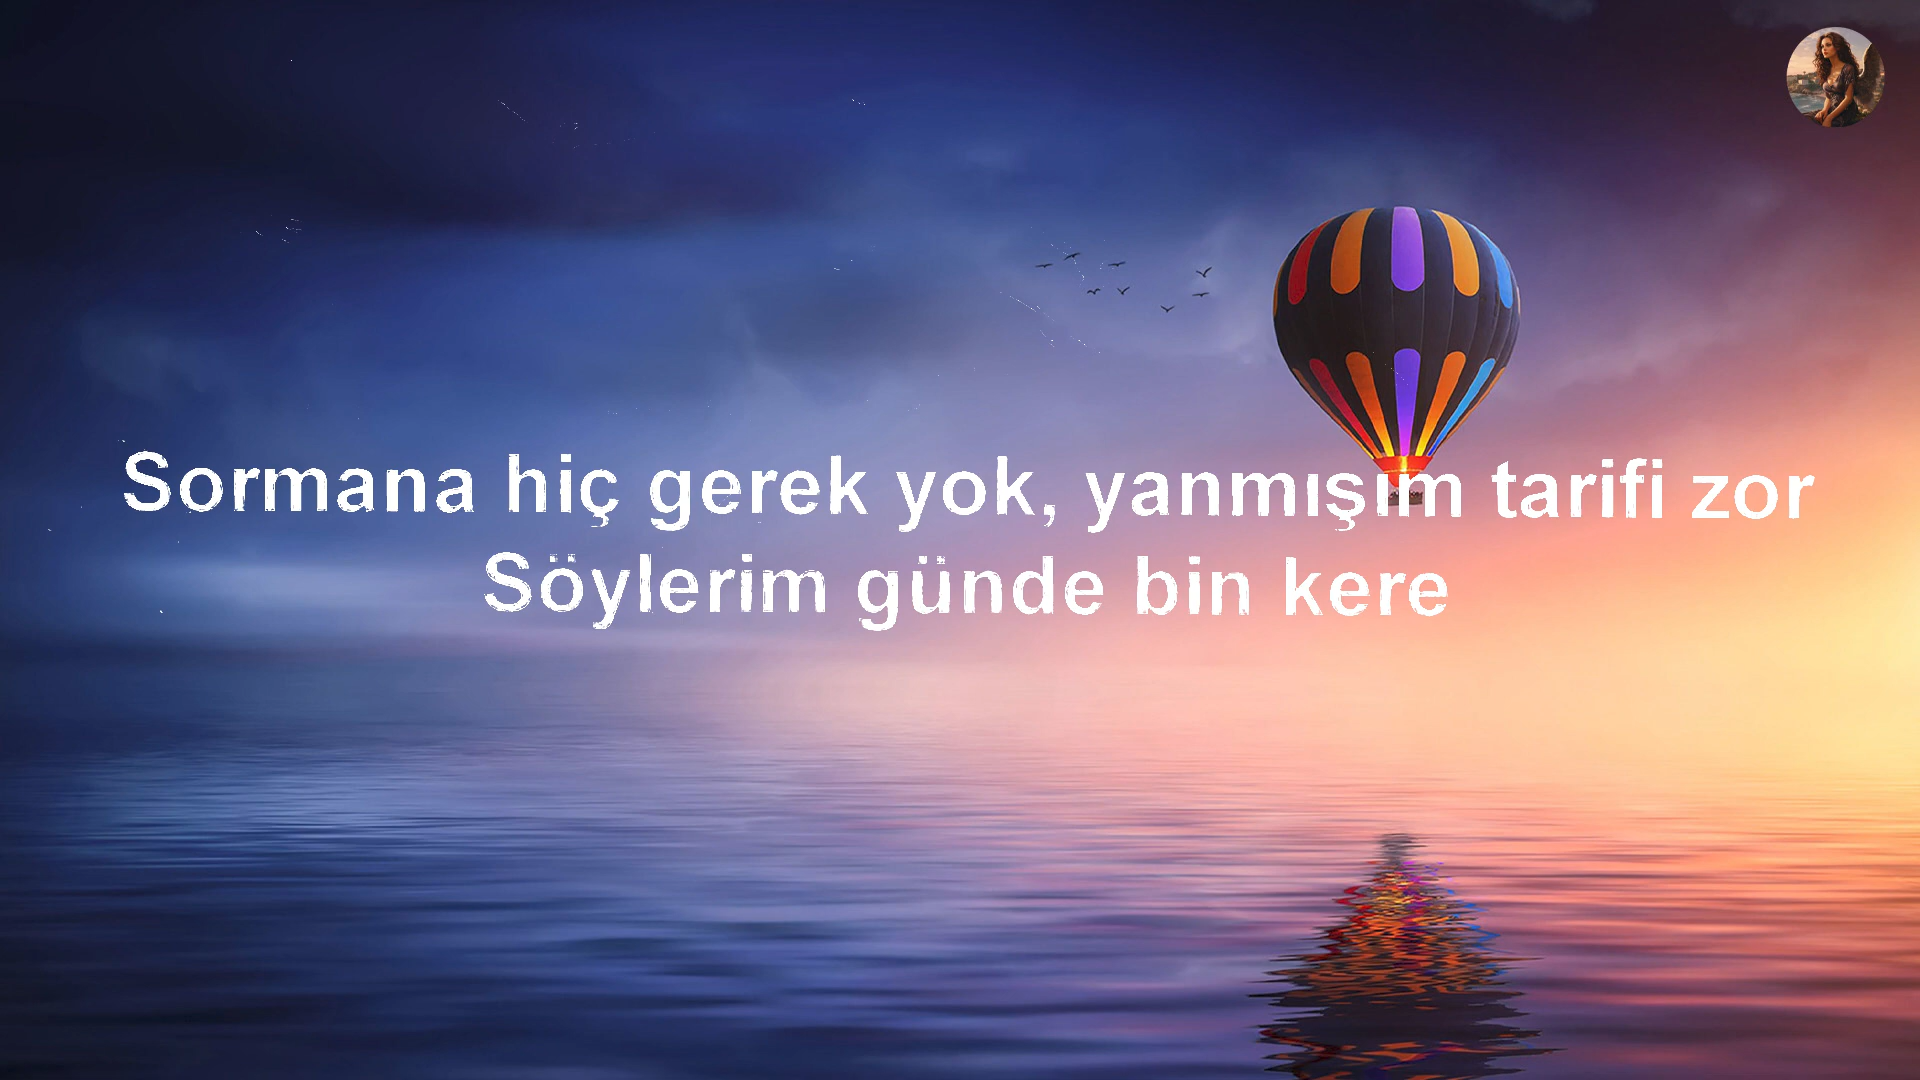 Sormana hiç gerek yok, yanmışım tarifi zor
Söylerim günde bin kere